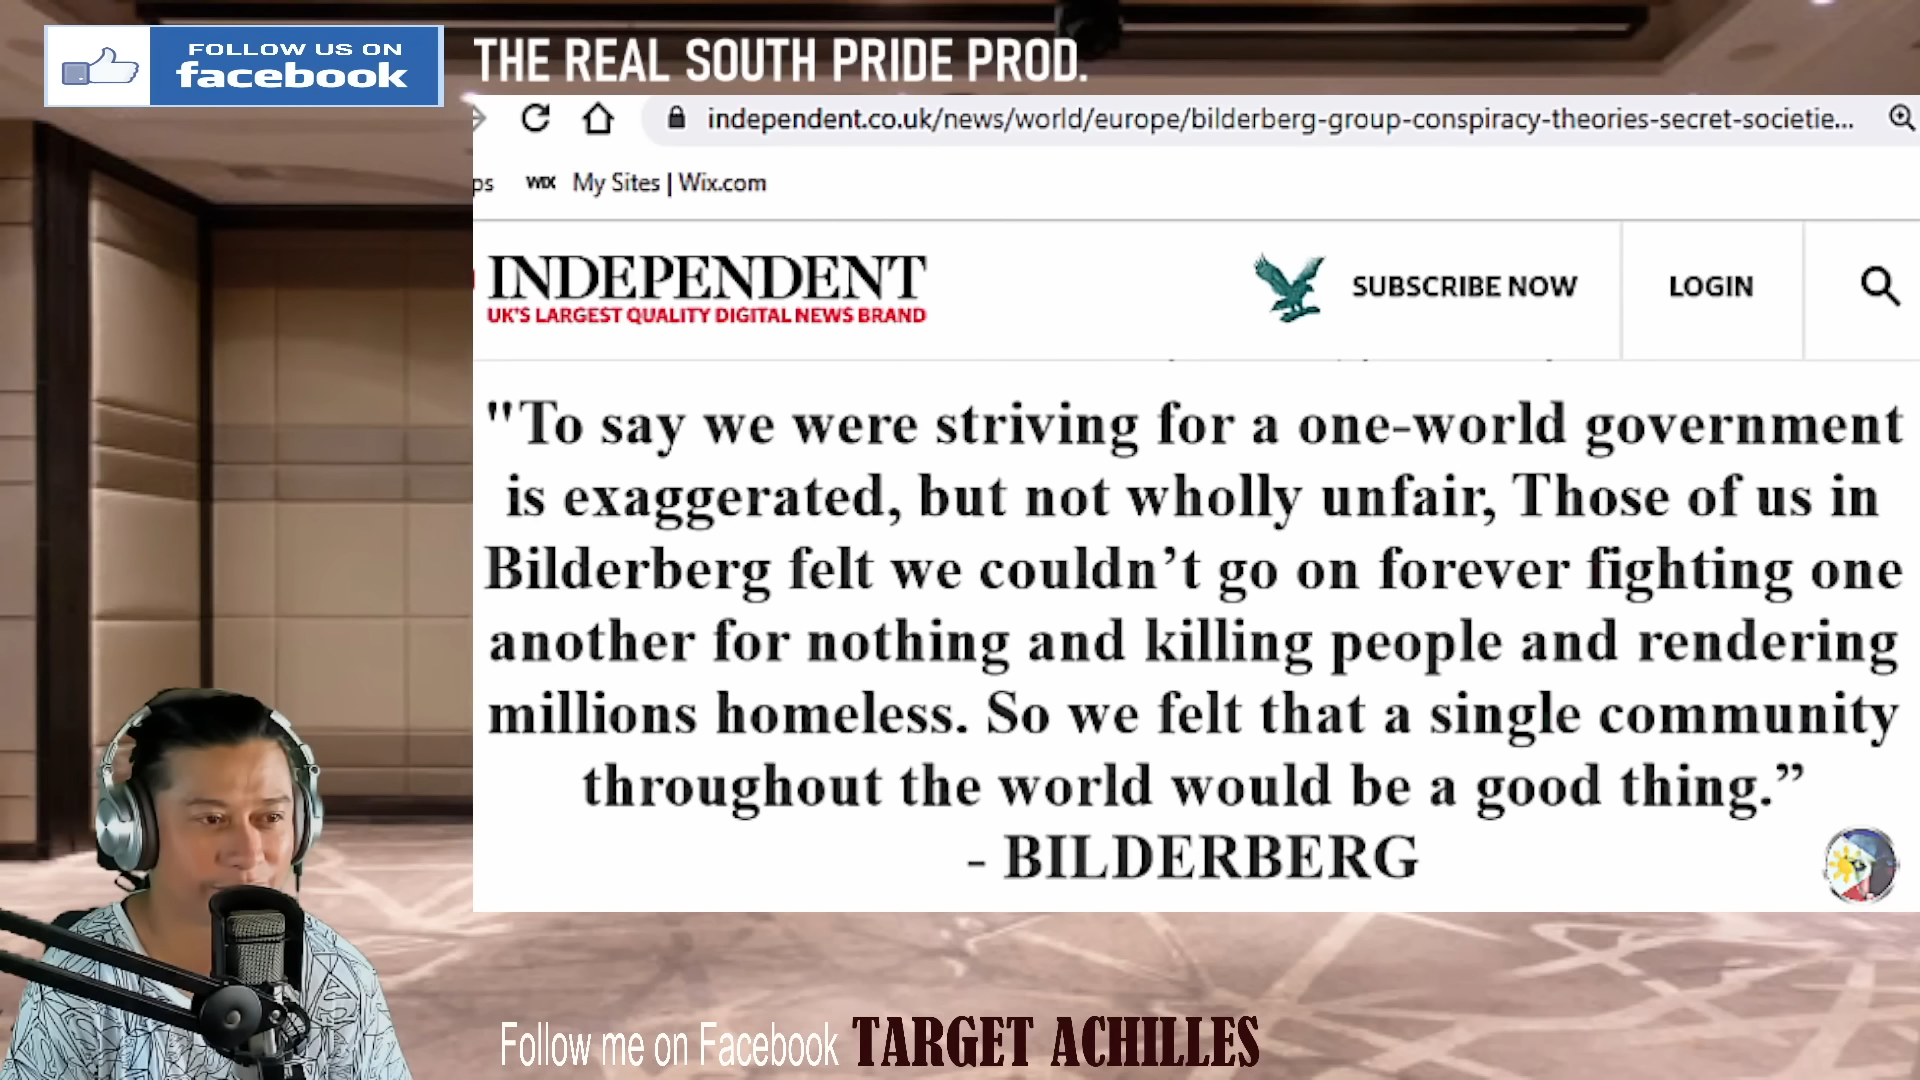 FOLLOW US ON
facebook
THE REAL SOUTH PRIDE PROD.
independent.co.uk/news/world/europe/bilderberg-group-conspiracy-theories-secret-societie...
ps WIX My Sites | Wix.com
INDEPENDENT
UK'S LARGEST QUALITY DIGITAL NEWS BRAND
SUBSCRIBE NOW
LOGIN
"To say we were striving for a one-world government
is exaggerated, but not wholly unfair, Those of us in
Bilderberg felt we couldn’t go on forever fighting one
another for nothing and killing people and rendering
millions homeless. So we felt that a single community
throughout the world would be a good thing.”
- BILDERBERG
Follow me on Facebook TARGET ACHILLES